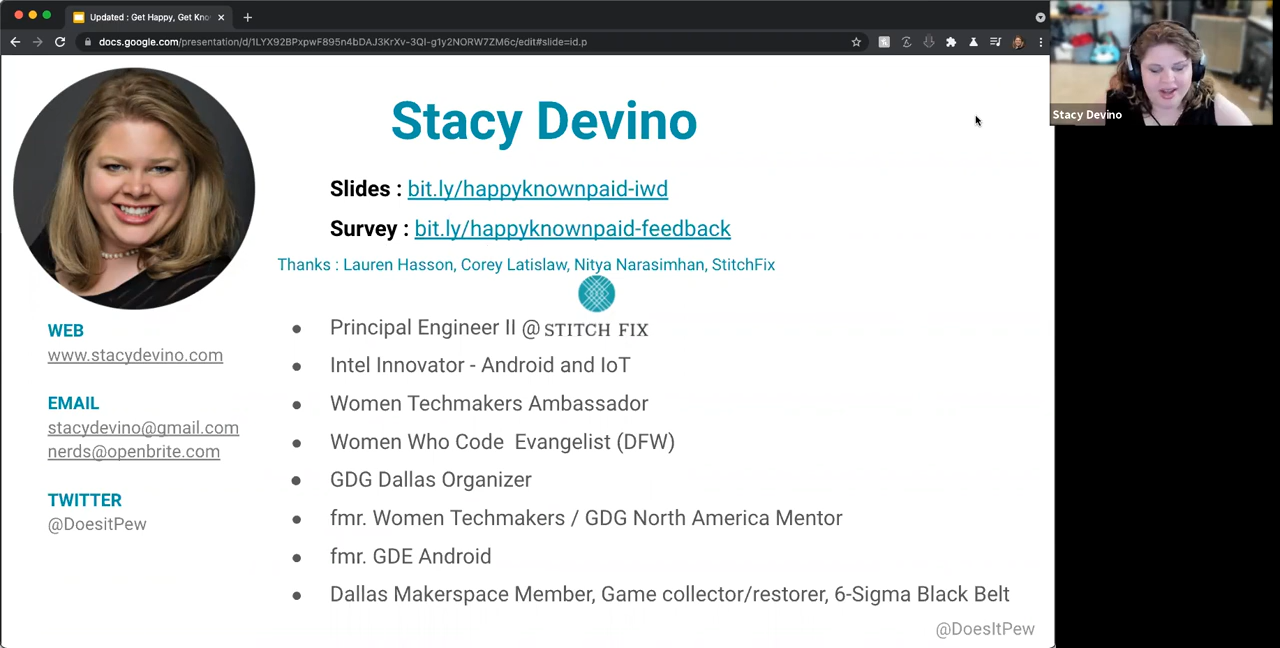 Updated : Get Happy, Get Kno
docs.google.com/presentation/d/1LYX92BPxpwF895n4bDAJ3KrXv-3QI-g1y2NORW7ZM6c/edit#slide=id.p
Stacy Devino
Stacy Devino
Slides : bit.ly/happyknownpaid-iwd
Survey : bit.ly/happyknownpaid-feedback
Thanks : Lauren Hasson, Corey Latislaw, Nitya Narasimhan, StitchFix
WEB
www.stacydevino.com
EMAIL
stacydevino@gmail.com
nerds@openbrite.com
TWITTER
@DoesitPew
● Principal Engineer II @ STITCH FIX
● Intel Innovator - Android and IoT
● Women Techmakers Ambassador
● Women Who Code Evangelist (DFW)
● GDG Dallas Organizer
● fmr. Women Techmakers / GDG North America Mentor
● fmr. GDE Android
● Dallas Makerspace Member, Game collector/restorer, 6-Sigma Black Belt
@DoesItPew